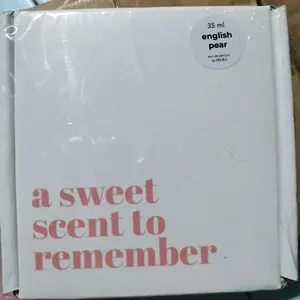 35 ml
english
pear
a sweet
scent to
remember